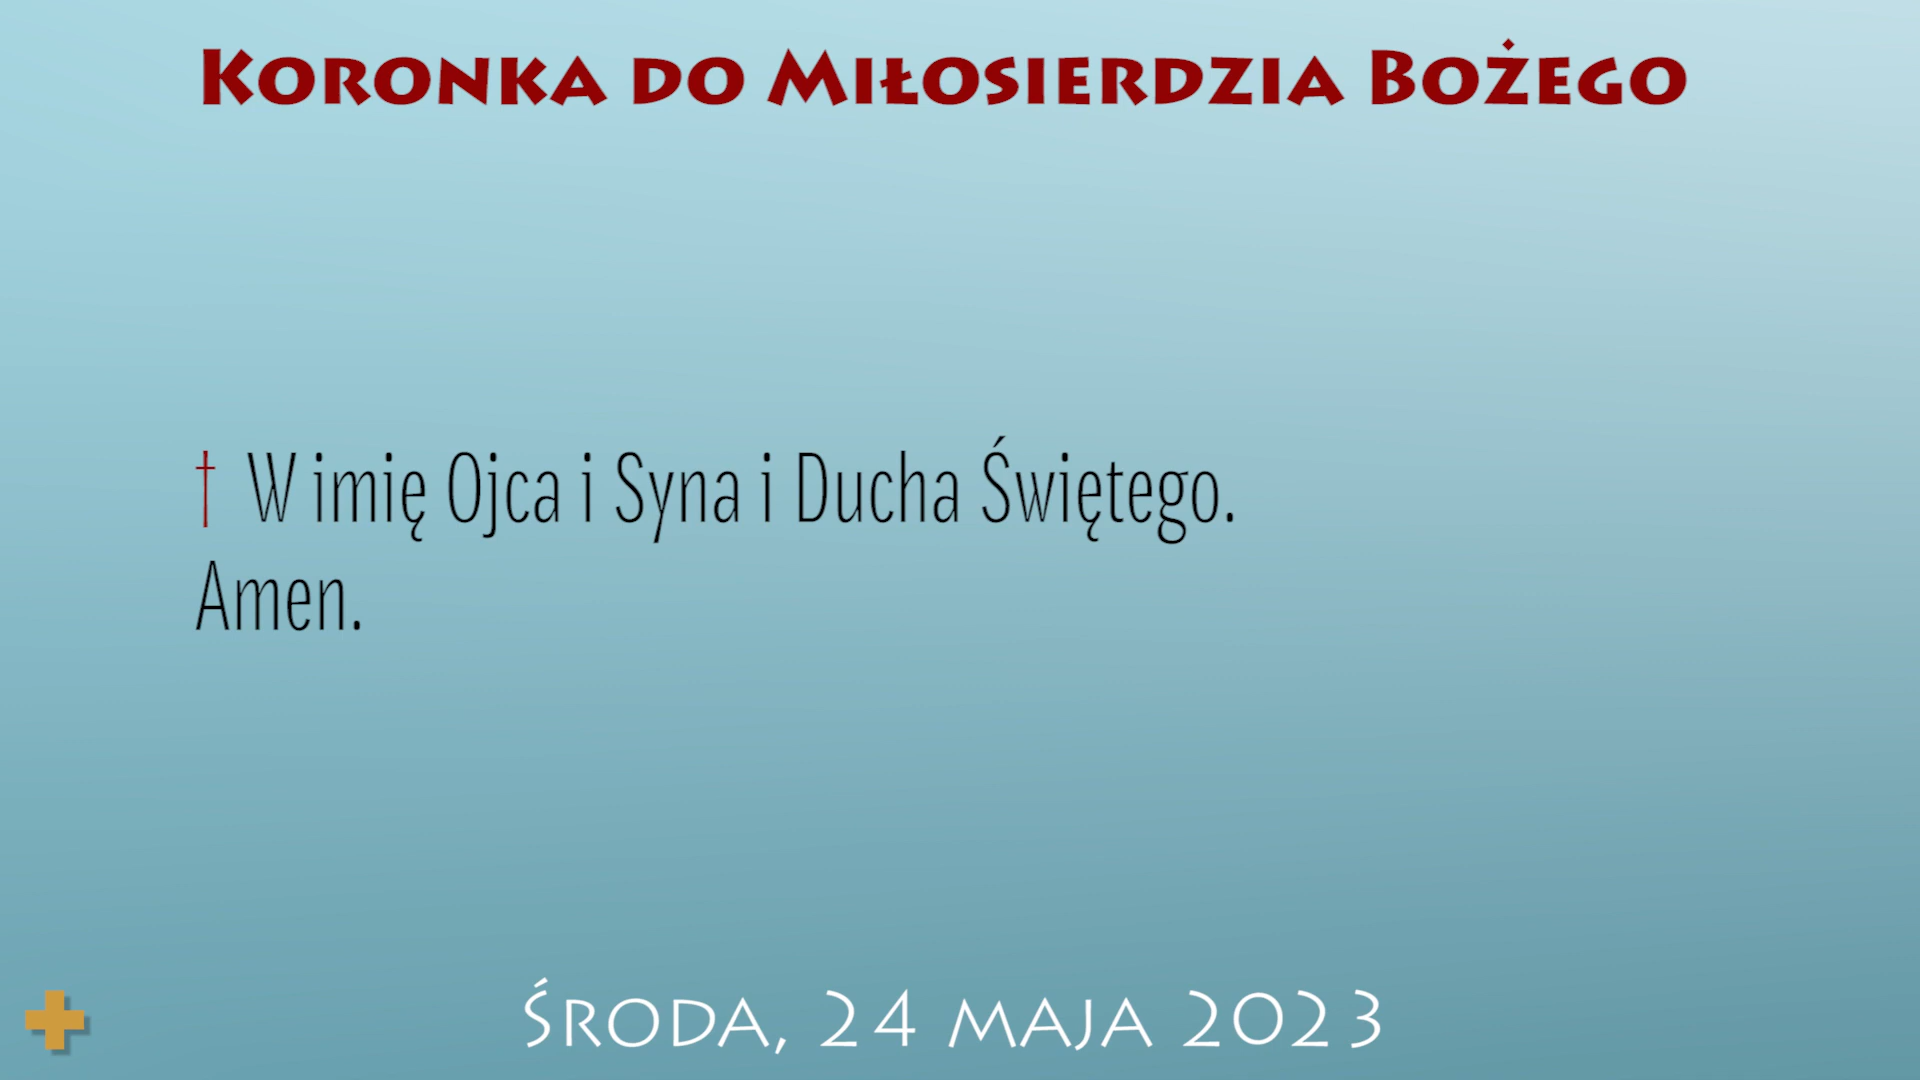 Koronka do Miłosierdzia Bożego
† W imię Ojca i Syna i Ducha Świętego.
Amen.
Środa, 24 maja 2023